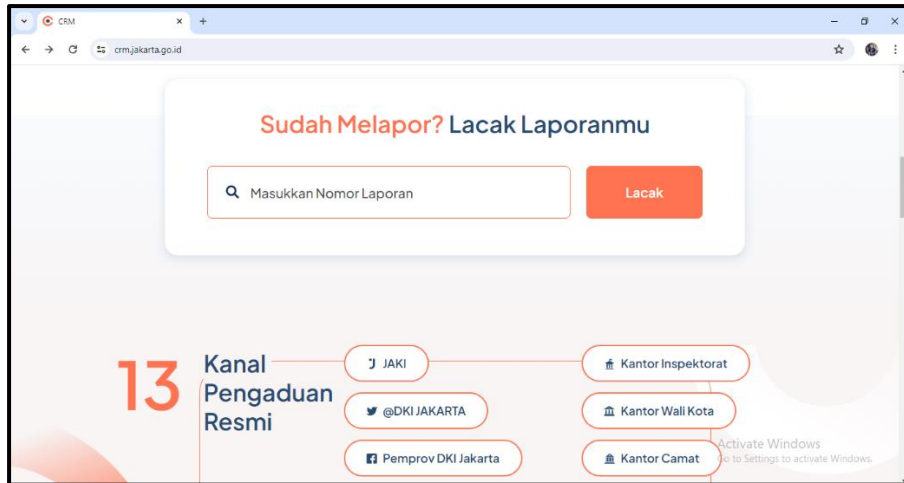 CRM
crm.jakarta.go.id
Sudah Melapor? Lacak Laporanmu
Masukkan Nomor Laporan
Lacak
13
Kanal
Pengaduan
Resmi
JAKI
@DKI JAKARTA
Pemprov DKI Jakarta
Kantor Inspektorat
Kantor Wali Kota
Kantor Camat
Activate Windows
Go to Settings to activate Windows.